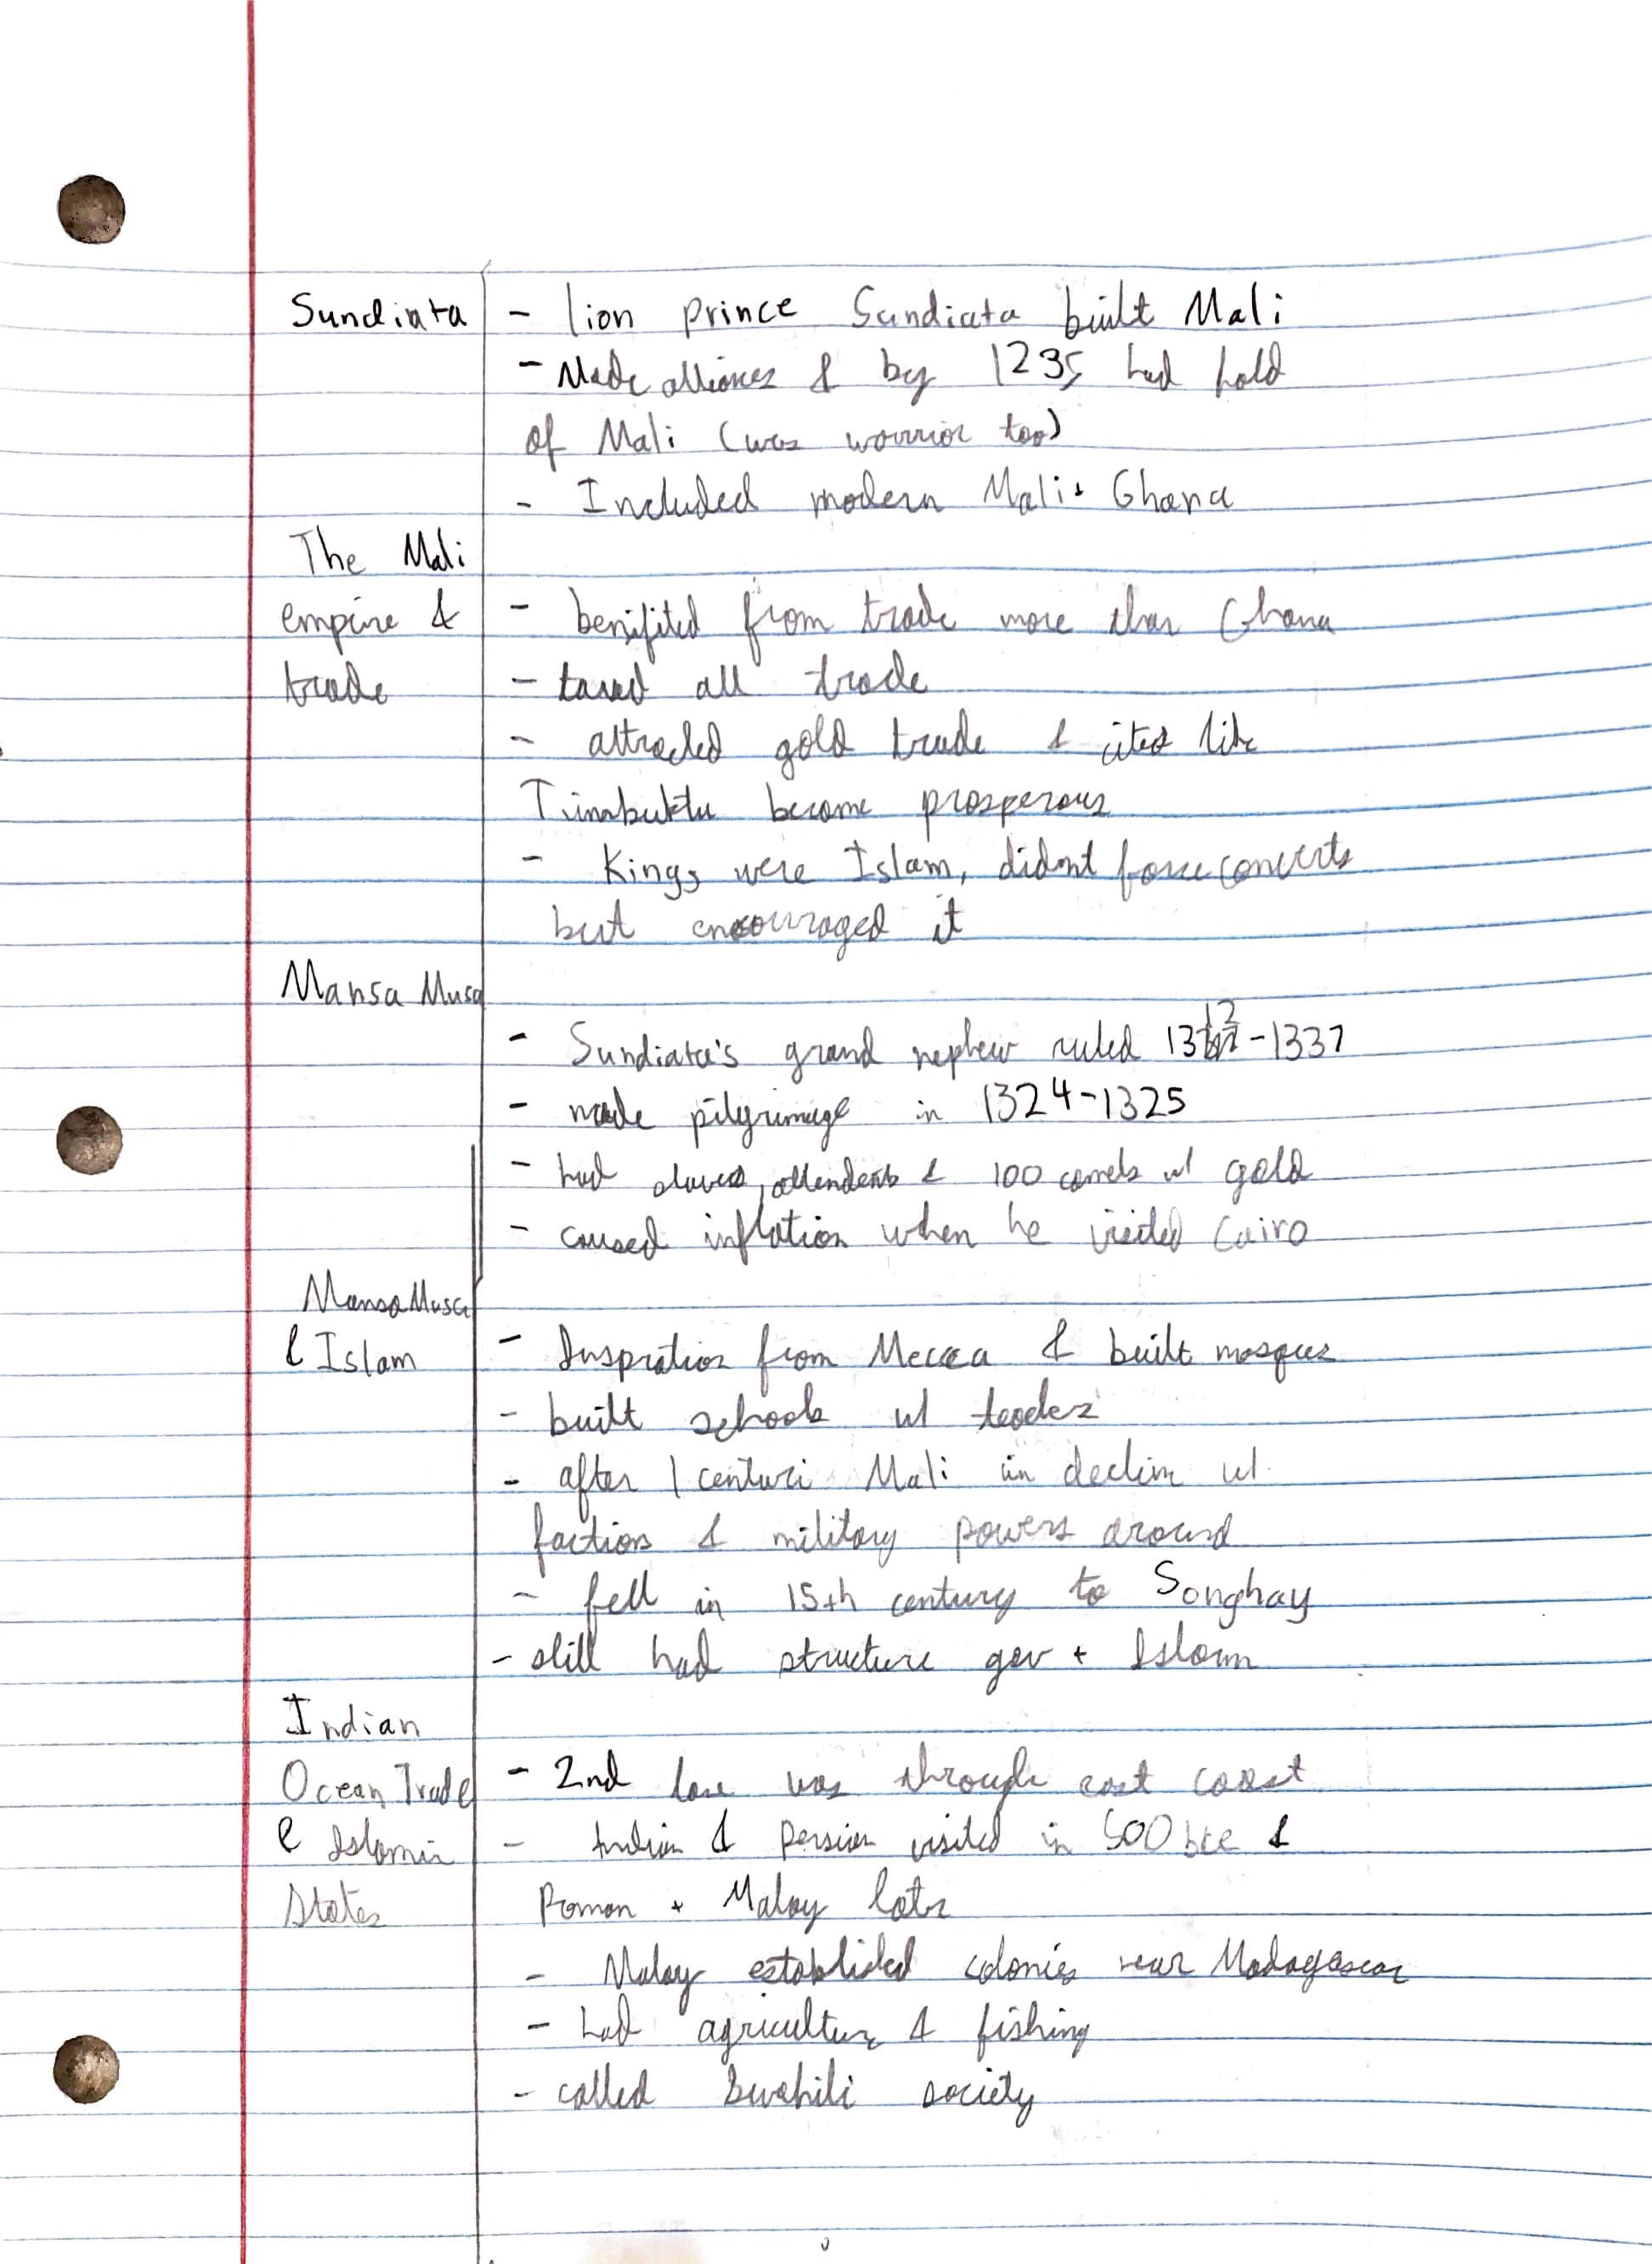 Sundiata - lion prince Sundiata built Mali
- Made alliances & by 1235 had hold
of Mali (was warrior too)
- Included modern Mali + Ghana
The Mali
empire & - benifited from trade more than Ghana
trade - taxed all trade
- attracted gold trade & cites like
Timbuktu become prosperous
- Kings were Islam, didnt force converts
but encouraged it
Mansa Musa
- Sundiata's grand nephew ruled 1312-1337
- made pilgrimage in 1324-1325
- had slaves, attendents & 100 camels w/ gold
- caused inflation when he visited Cairo
Mansa Musa
& Islam - Inspration from Mecca & built mosques
- built schools w/
- after 1 centuri Mali in decline w/
factions & military powers around
- fell in 15th century to Songhay
- still had structure gov + Islam
Indian
Ocean Trade - 2nd was through east coast
& Islamic - Indian & Persian visited in 500 bce &
States Roman + Malay later
- Malay established colonies near Madagascar
- had agriculture & fishing
- called Swahili society